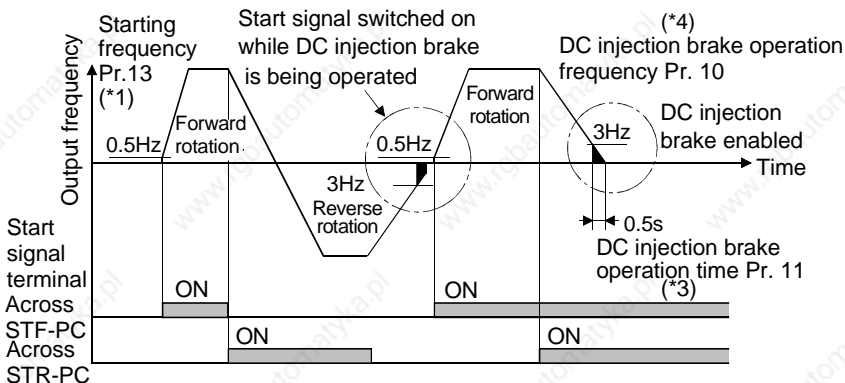 Starting
frequency
Pr.13
(*1)
Start signal switched on
while DC injection brake
is being operated
(*4)
DC injection brake operation
frequency Pr. 10
Output frequency
0.5Hz
Forward
rotation
3Hz
Reverse
rotation
0.5Hz
Forward
rotation
3Hz
DC injection
brake enabled
Time
0.5s
DC injection brake
operation time Pr. 11
(*3)
Start
signal
terminal
Across
STF-PC
ON
ON
Across
STR-PC
ON
ON
www.rgbautomatyka.pl